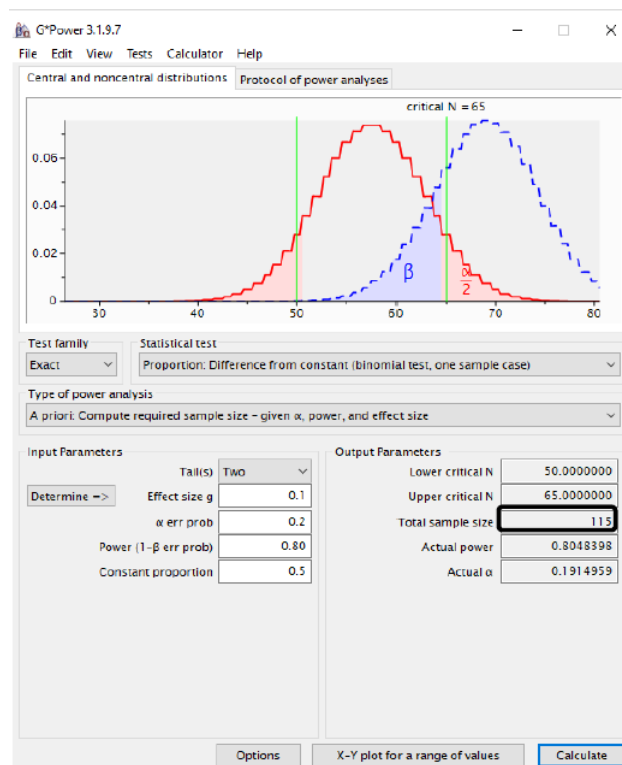 G*Power 3.1.9.7
File Edit View Tests Calculator Help
Central and noncentral distributions Protocol of power analyses
critical N = 65
0.06
0.04
0.02
0
β
α
2
30 40 50 60 70 80
Test family Statistical test
Exact Proportion: Difference from constant (binomial test, one sample case)
Type of power analysis
A priori: Compute required sample size – given α, power, and effect size
Input Parameters Output Parameters
Tail(s) Two Lower critical N 50.0000000
Determine => Effect size g 0.1 Upper critical N 65.0000000
α err prob 0.2 Total sample size 115
Power (1-β err prob) 0.80 Actual power 0.8048398
Constant proportion 0.5 Actual α 0.1914959
Options X-Y plot for a range of values Calculate